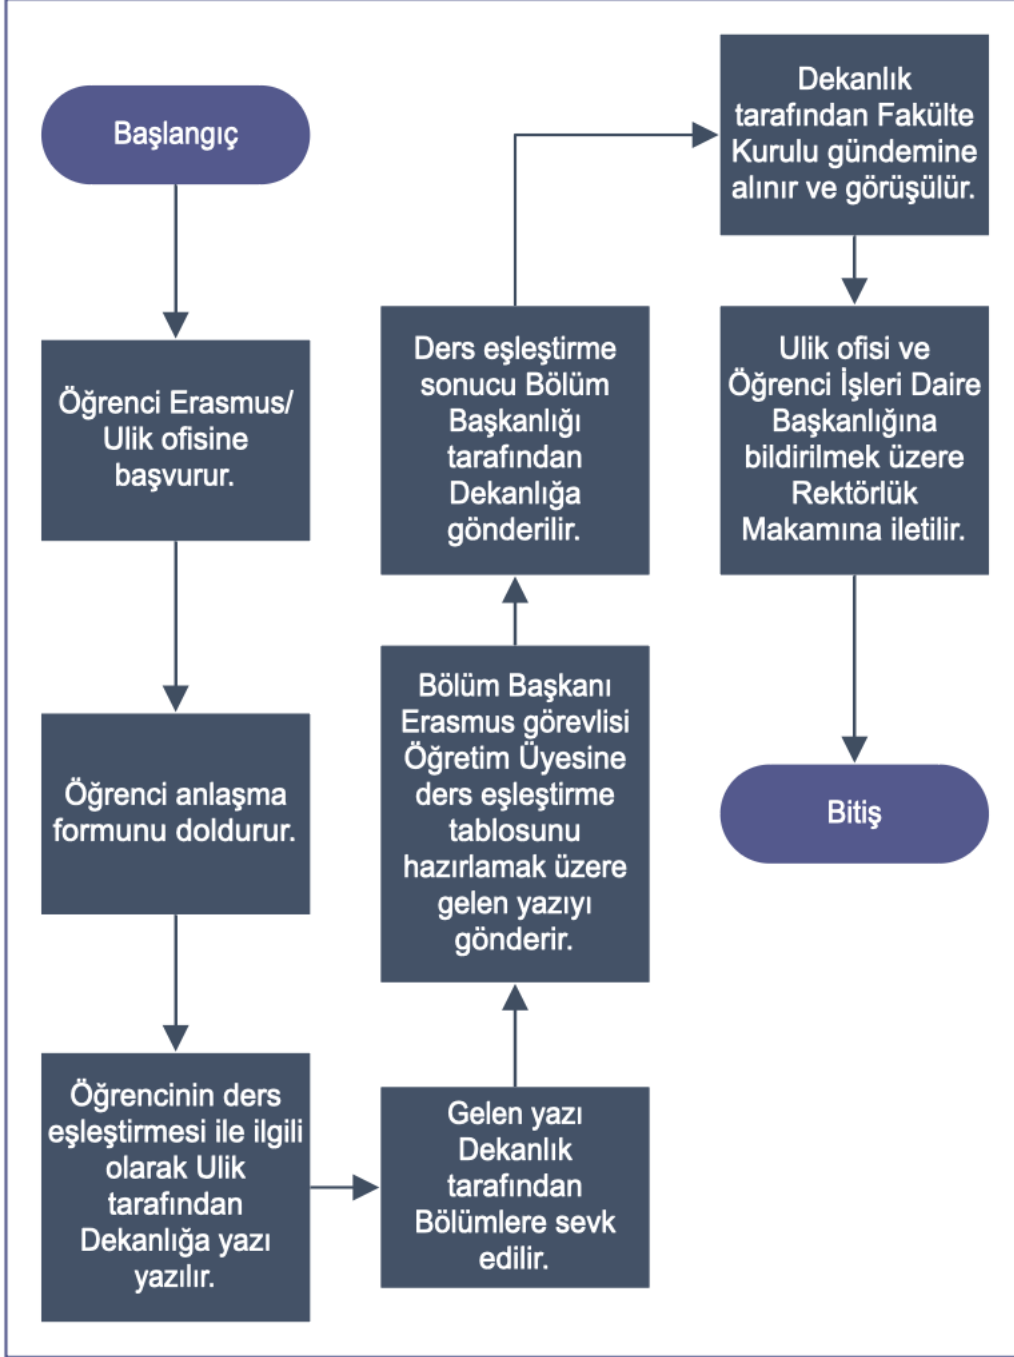 Başlangıç
Öğrenci Erasmus/
Ulik ofisine
başvurur.
Öğrenci anlaşma
formunu doldurur.
Öğrencinin ders
eşleştirmesi ile ilgili
olarak Ulik
tarafından
Dekanlığa yazı
yazılır.
Gelen yazı
Dekanlık
tarafından
Bölümlere sevk
edilir.
Bölüm Başkanı
Erasmus görevlisi
Öğretim Üyesine
ders eşleştirme
tablosunu
hazırlamak üzere
gelen yazıyı
gönderir.
Ders eşleştirme
sonucu Bölüm
Başkanlığı
tarafından
Dekanlığa
gönderilir.
Dekanlık
tarafından Fakülte
Kurulu gündemine
alınır ve görüşülür.
Ulik ofisi ve
Öğrenci İşleri Daire
Başkanlığına
bildirilmek üzere
Rektörlük
Makamına iletilir.
Bitiş